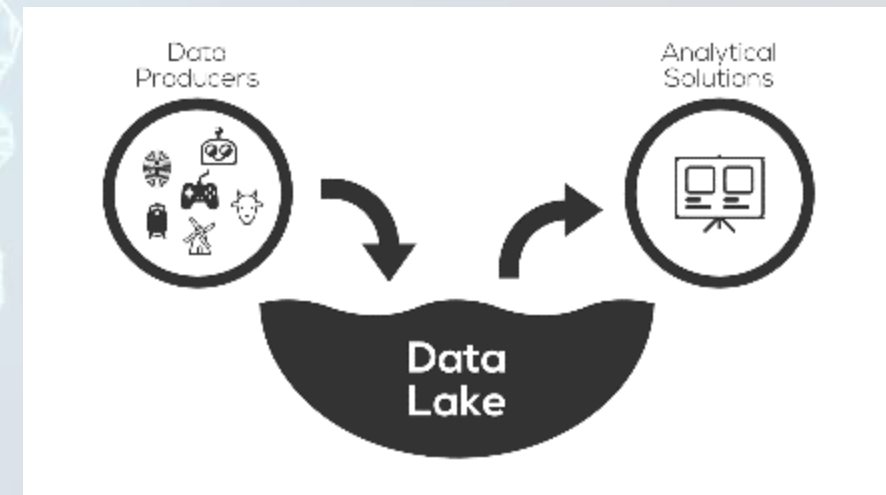 Data
Producers
Analytical
Solutions
Data
Lake